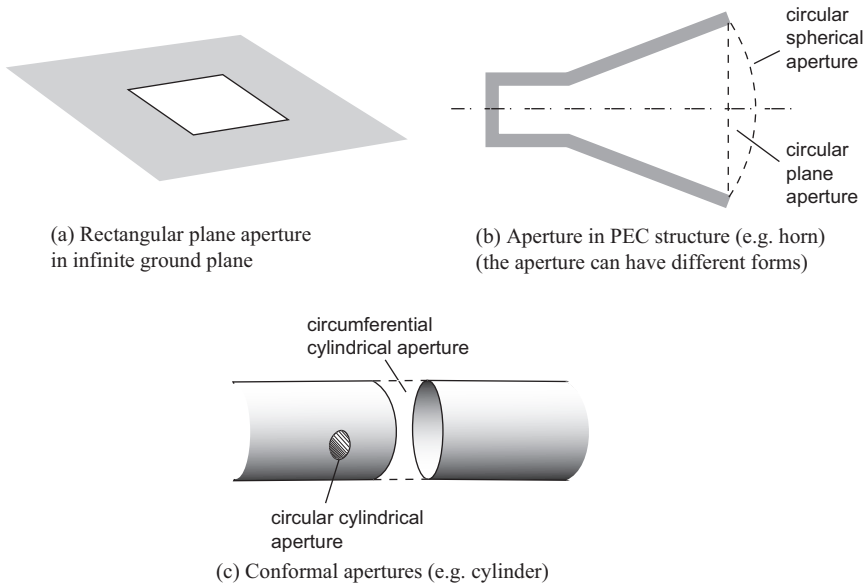 circular
spherical
aperture
circular
plane
aperture
(a) Rectangular plane aperture
in infinite ground plane
(b) Aperture in PEC structure (e.g. horn)
(the aperture can have different forms)
circumferential
cylindrical aperture
circular cylindrical
aperture
(c) Conformal apertures (e.g. cylinder)